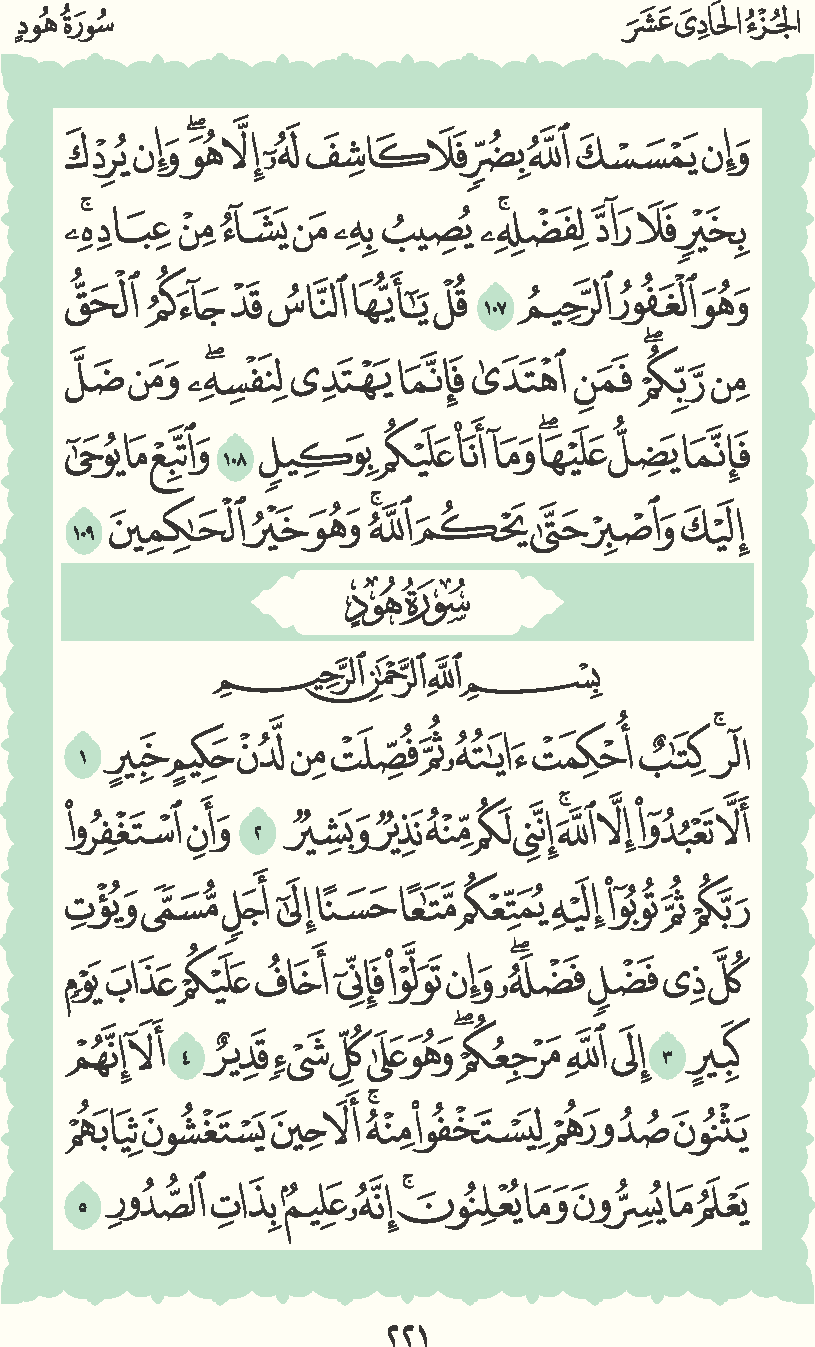 الجُزْءُ الحَادِى عَشَرَ
سُورَةُ هُودٍ
وَإِن يَمْسَسْكَ ٱللَّهُ بِضُرٍّ فَلَا كَاشِفَ لَهُۥٓ إِلَّا هُوَۖ وَإِن يُرِدْكَ
بِخَيْرٍ فَلَا رَآدَّ لِفَضْلِهِۦۚ يُصِيبُ بِهِۦ مَن يَشَآءُ مِنْ عِبَادِهِۦۚ
وَهُوَ ٱلْغَفُورُ ٱلرَّحِيمُ ١٠٧ قُلْ يَـٰٓأَيُّهَا ٱلنَّاسُ قَدْ جَآءَكُمُ ٱلْحَقُّ
مِن رَّبِّكُمْۖ فَمَنِ ٱهْتَدَىٰ فَإِنَّمَا يَهْتَدِى لِنَفْسِهِۦۖ وَمَن ضَلَّ
فَإِنَّمَا يَضِلُّ عَلَيْهَاۖ وَمَآ أَنَا۠ عَلَيْكُم بِوَكِيلٍ ١٠٨ وَٱتَّبِعْ مَا يُوحَىٰٓ
إِلَيْكَ وَٱصْبِرْ حَتَّىٰ يَحْكُمَ ٱللَّهُۚ وَهُوَ خَيْرُ ٱلْحَـٰكِمِينَ ١٠٩
سُورَةُ هُودٍ
بِسْمِ ٱللَّهِ ٱلرَّحْمَـٰنِ ٱلرَّحِيمِ
الٓرۚ كِتَـٰبٌ أُحْكِمَتْ ءَايَـٰتُهُۥ ثُمَّ فُصِّلَتْ مِن لَّدُنْ حَكِيمٍ خَبِيرٍ ١
أَلَّا تَعْبُدُوٓا۟ إِلَّا ٱللَّهَۚ إِنَّنِى لَكُم مِّنْهُ نَذِيرٌ وَبَشِيرٌ ٢ وَأَنِ ٱسْتَغْفِرُوا۟
رَبَّكُمْ ثُمَّ تُوبُوٓا۟ إِلَيْهِ يُمَتِّعْكُم مَّتَـٰعًا حَسَنًا إِلَىٰٓ أَجَلٍ مُّسَمًّى وَيُؤْتِ
كُلَّ ذِى فَضْلٍ فَضْلَهُۥۖ وَإِن تَوَلَّوْا۟ فَإِنِّىٓ أَخَافُ عَلَيْكُمْ عَذَابَ يَوْمٍ
كَبِيرٍ ٣ إِلَى ٱللَّهِ مَرْجِعُكُمْۖ وَهُوَ عَلَىٰ كُلِّ شَىْءٍ قَدِيرٌ ٤ أَلَآ إِنَّهُمْ
يَثْنُونَ صُدُورَهُمْ لِيَسْتَخْفُوا۟ مِنْهُۚ أَلَا حِينَ يَسْتَغْشُونَ ثِيَابَهُمْ
يَعْلَمُ مَا يُسِرُّونَ وَمَا يُعْلِنُونَۚ إِنَّهُۥ عَلِيمٌۢ بِذَاتِ ٱلصُّدُورِ ٥
٢٢١